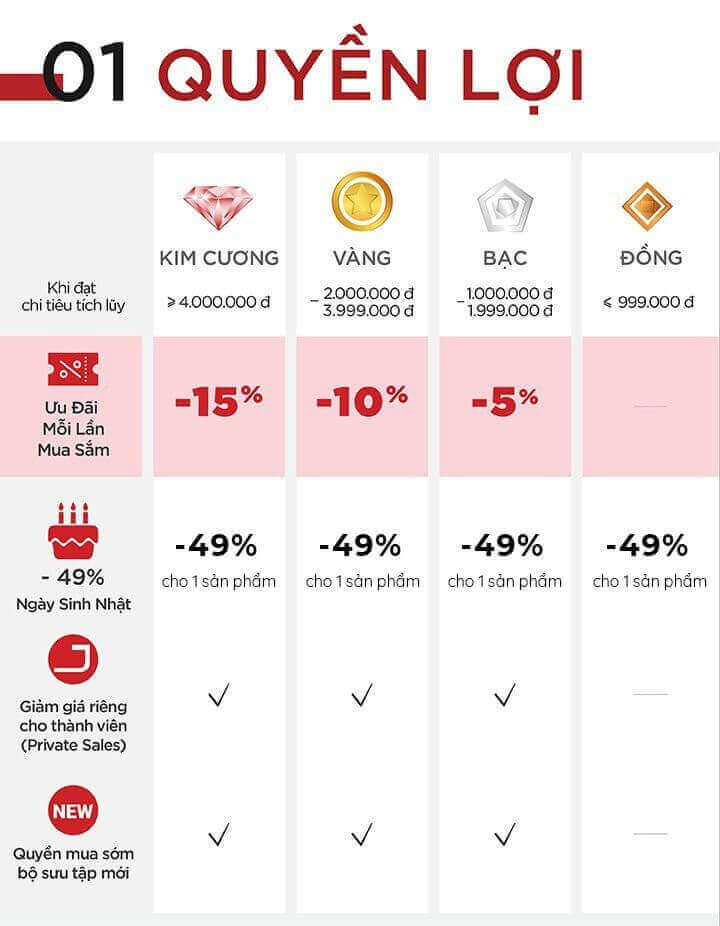 01 QUYỀN LỢI
KIM CƯƠNG VÀNG BẠC ĐỒNG
Khi đạt
chi tiêu tích lũy
≥ 4.000.000 đ
– 2.000.000 đ
– 3.999.000 đ
–1.000.000 đ
–1.999.000 đ
≤ 999.000 đ
%
Ưu Đãi
Mỗi Lần
Mua Sắm
-15% -10% -5%
- 49%
Ngày Sinh Nhật
-49% -49% -49% -49%
cho 1 sản phẩm cho 1 sản phẩm cho 1 sản phẩm cho 1 sản phẩm
Giảm giá riêng
cho thành viên
(Private Sales)
NEW
Quyền mua sớm
bộ sưu tập mới